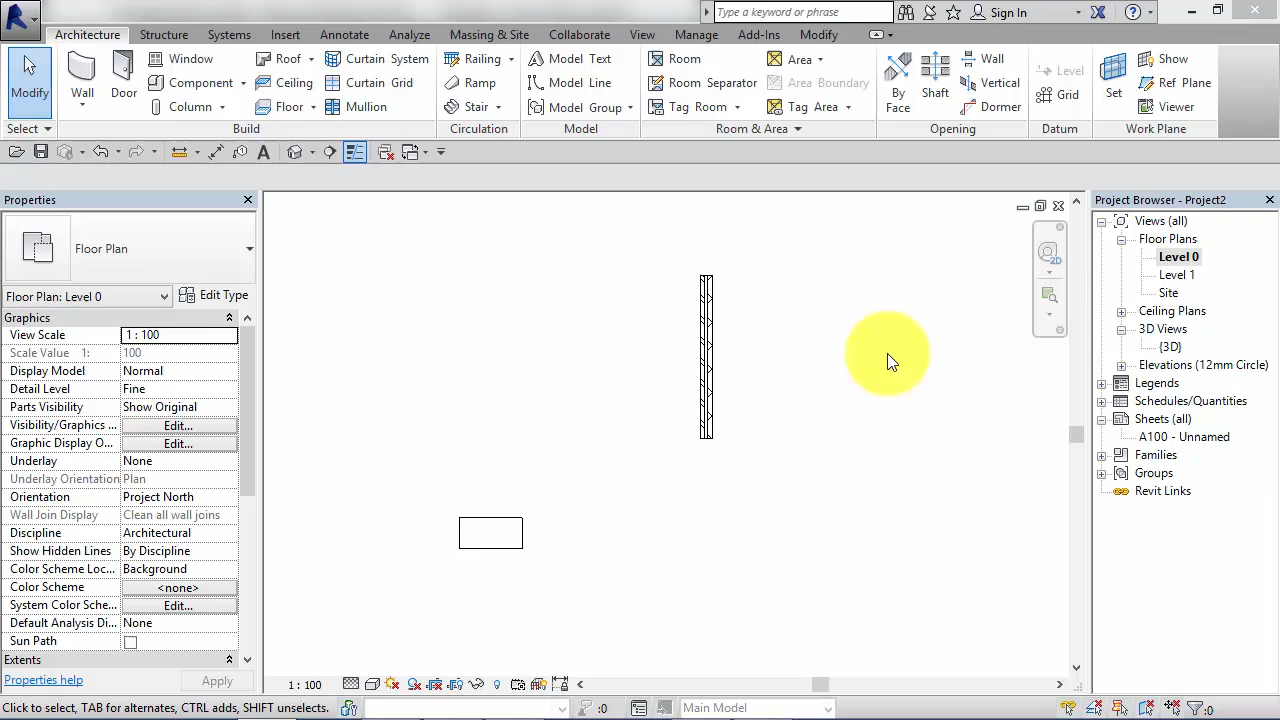 Type a keyword or phrase
Sign In
Architecture Structure Systems Insert Annotate Analyze Massing & Site Collaborate View Manage Add-Ins Modify
Modify
Select
Wall
Door
Window
Component
Column
Roof
Ceiling
Floor
Curtain System
Curtain Grid
Mullion
Build
Railing
Ramp
Stair
Circulation
Model Text
Model Line
Model Group
Model
Room
Room Separator
Tag Room
Area
Area Boundary
Tag Area
Room & Area
By
Face
Shaft
Wall
Vertical
Dormer
Opening
Level
Grid
Datum
Set
Show
Ref Plane
Viewer
Work Plane
Properties
Floor Plan
Floor Plan: Level 0
Edit Type
Graphics
View Scale 1 : 100
Scale Value 1: 100
Display Model Normal
Detail Level Fine
Parts Visibility Show Original
Visibility/Graphics ... Edit...
Graphic Display O... Edit...
Underlay None
Underlay Orientation Plan
Orientation Project North
Wall Join Display Clean all wall joins
Discipline Architectural
Show Hidden Lines By Discipline
Color Scheme Loc... Background
Color Scheme <none>
System Color Sche... Edit...
Default Analysis Di... None
Sun Path
Extents
Properties help
Apply
2D
1 : 100
Project Browser - Project2
Views (all)
Floor Plans
Level 0
Level 1
Site
Ceiling Plans
3D Views
{3D}
Elevations (12mm Circle)
Legends
Schedules/Quantities
Sheets (all)
A100 - Unnamed
Families
Groups
Revit Links
Click to select, TAB for alternates, CTRL adds, SHIFT unselects.
:0
Main Model
:0